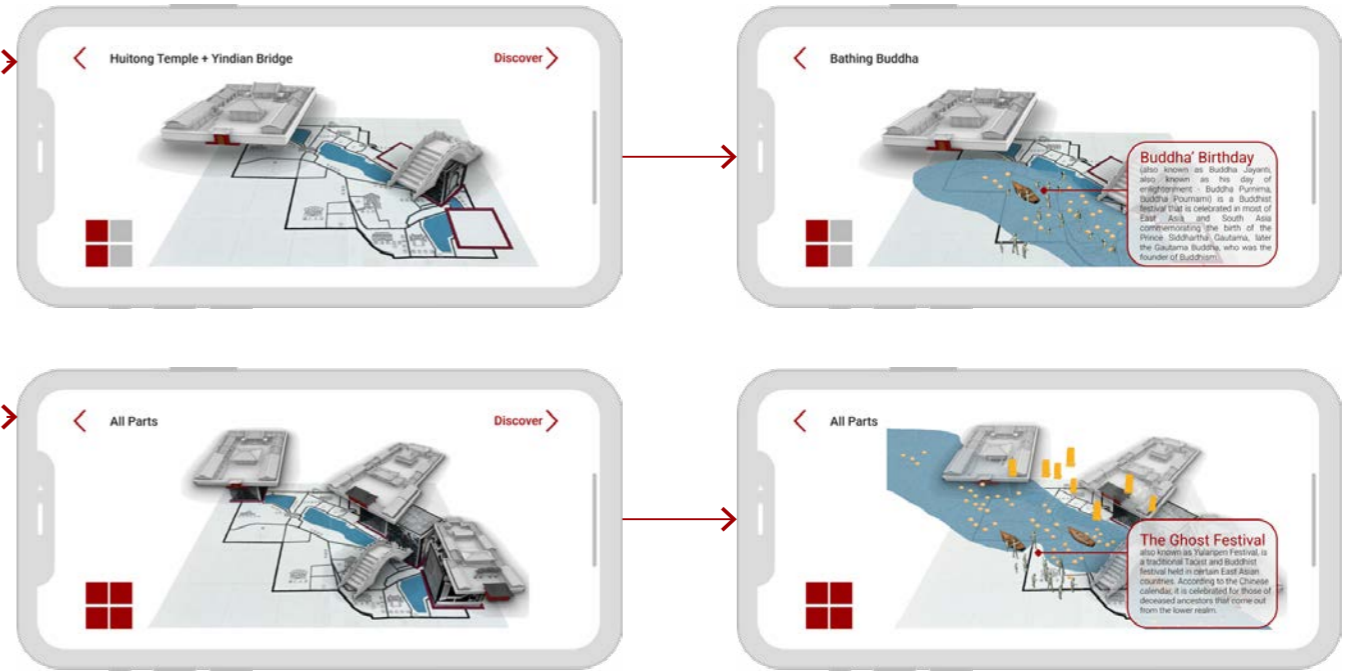 Huitong Temple + Yindian Bridge
Discover
Bathing Buddha
Buddha' Birthday
(also known as Buddha Jayanti,
also known as his day of
enlightenment - Buddha Purnima,
Buddha Pournami) is a Buddhist
festival that is celebrated in most of
East Asia and South Asia
commemorating the birth of the
Prince Siddhartha Gautama, later
the Gautama Buddha, who was the
founder of Buddhism.
All Parts
Discover
All Parts
The Ghost Festival
also known as Yulanpen Festival, is
a traditional Taoist and Buddhist
festival held in certain East Asian
countries. According to the Chinese
calendar, it is celebrated for those of
deceased ancestors that come out
from the lower realm.